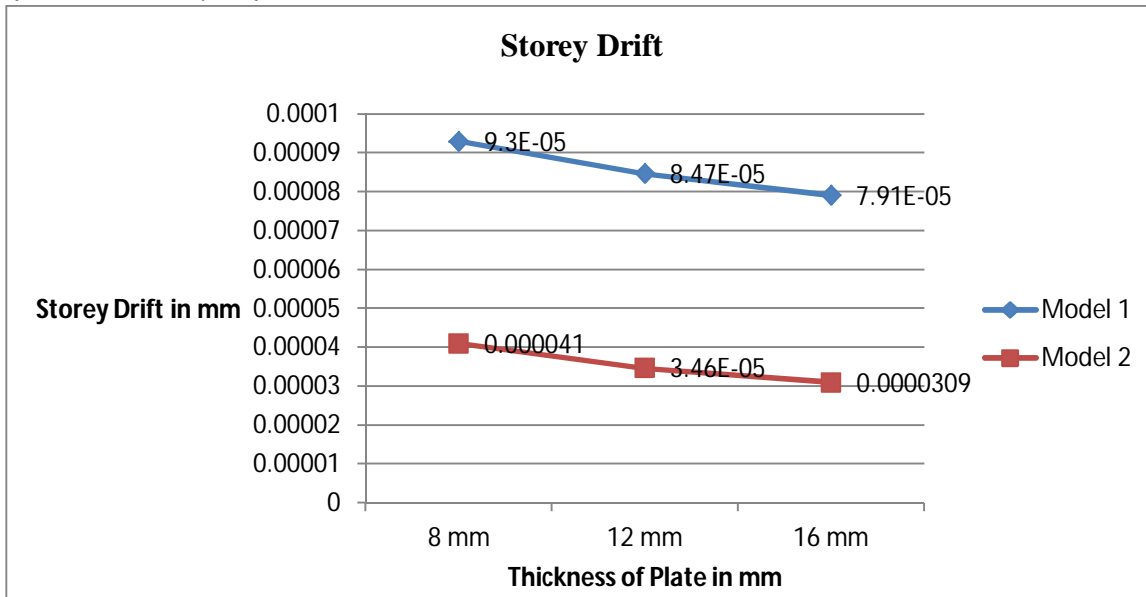 Storey Drift
0.0001
0.00009
0.00008
0.00007
0.00006
0.00005
0.00004
0.00003
0.00002
0.00001
0
Storey Drift in mm
9.3E-05
8.47E-05
7.91E-05
0.000041
3.46E-05
0.0000309
Model 1
Model 2
8 mm
12 mm
16 mm
Thickness of Plate in mm